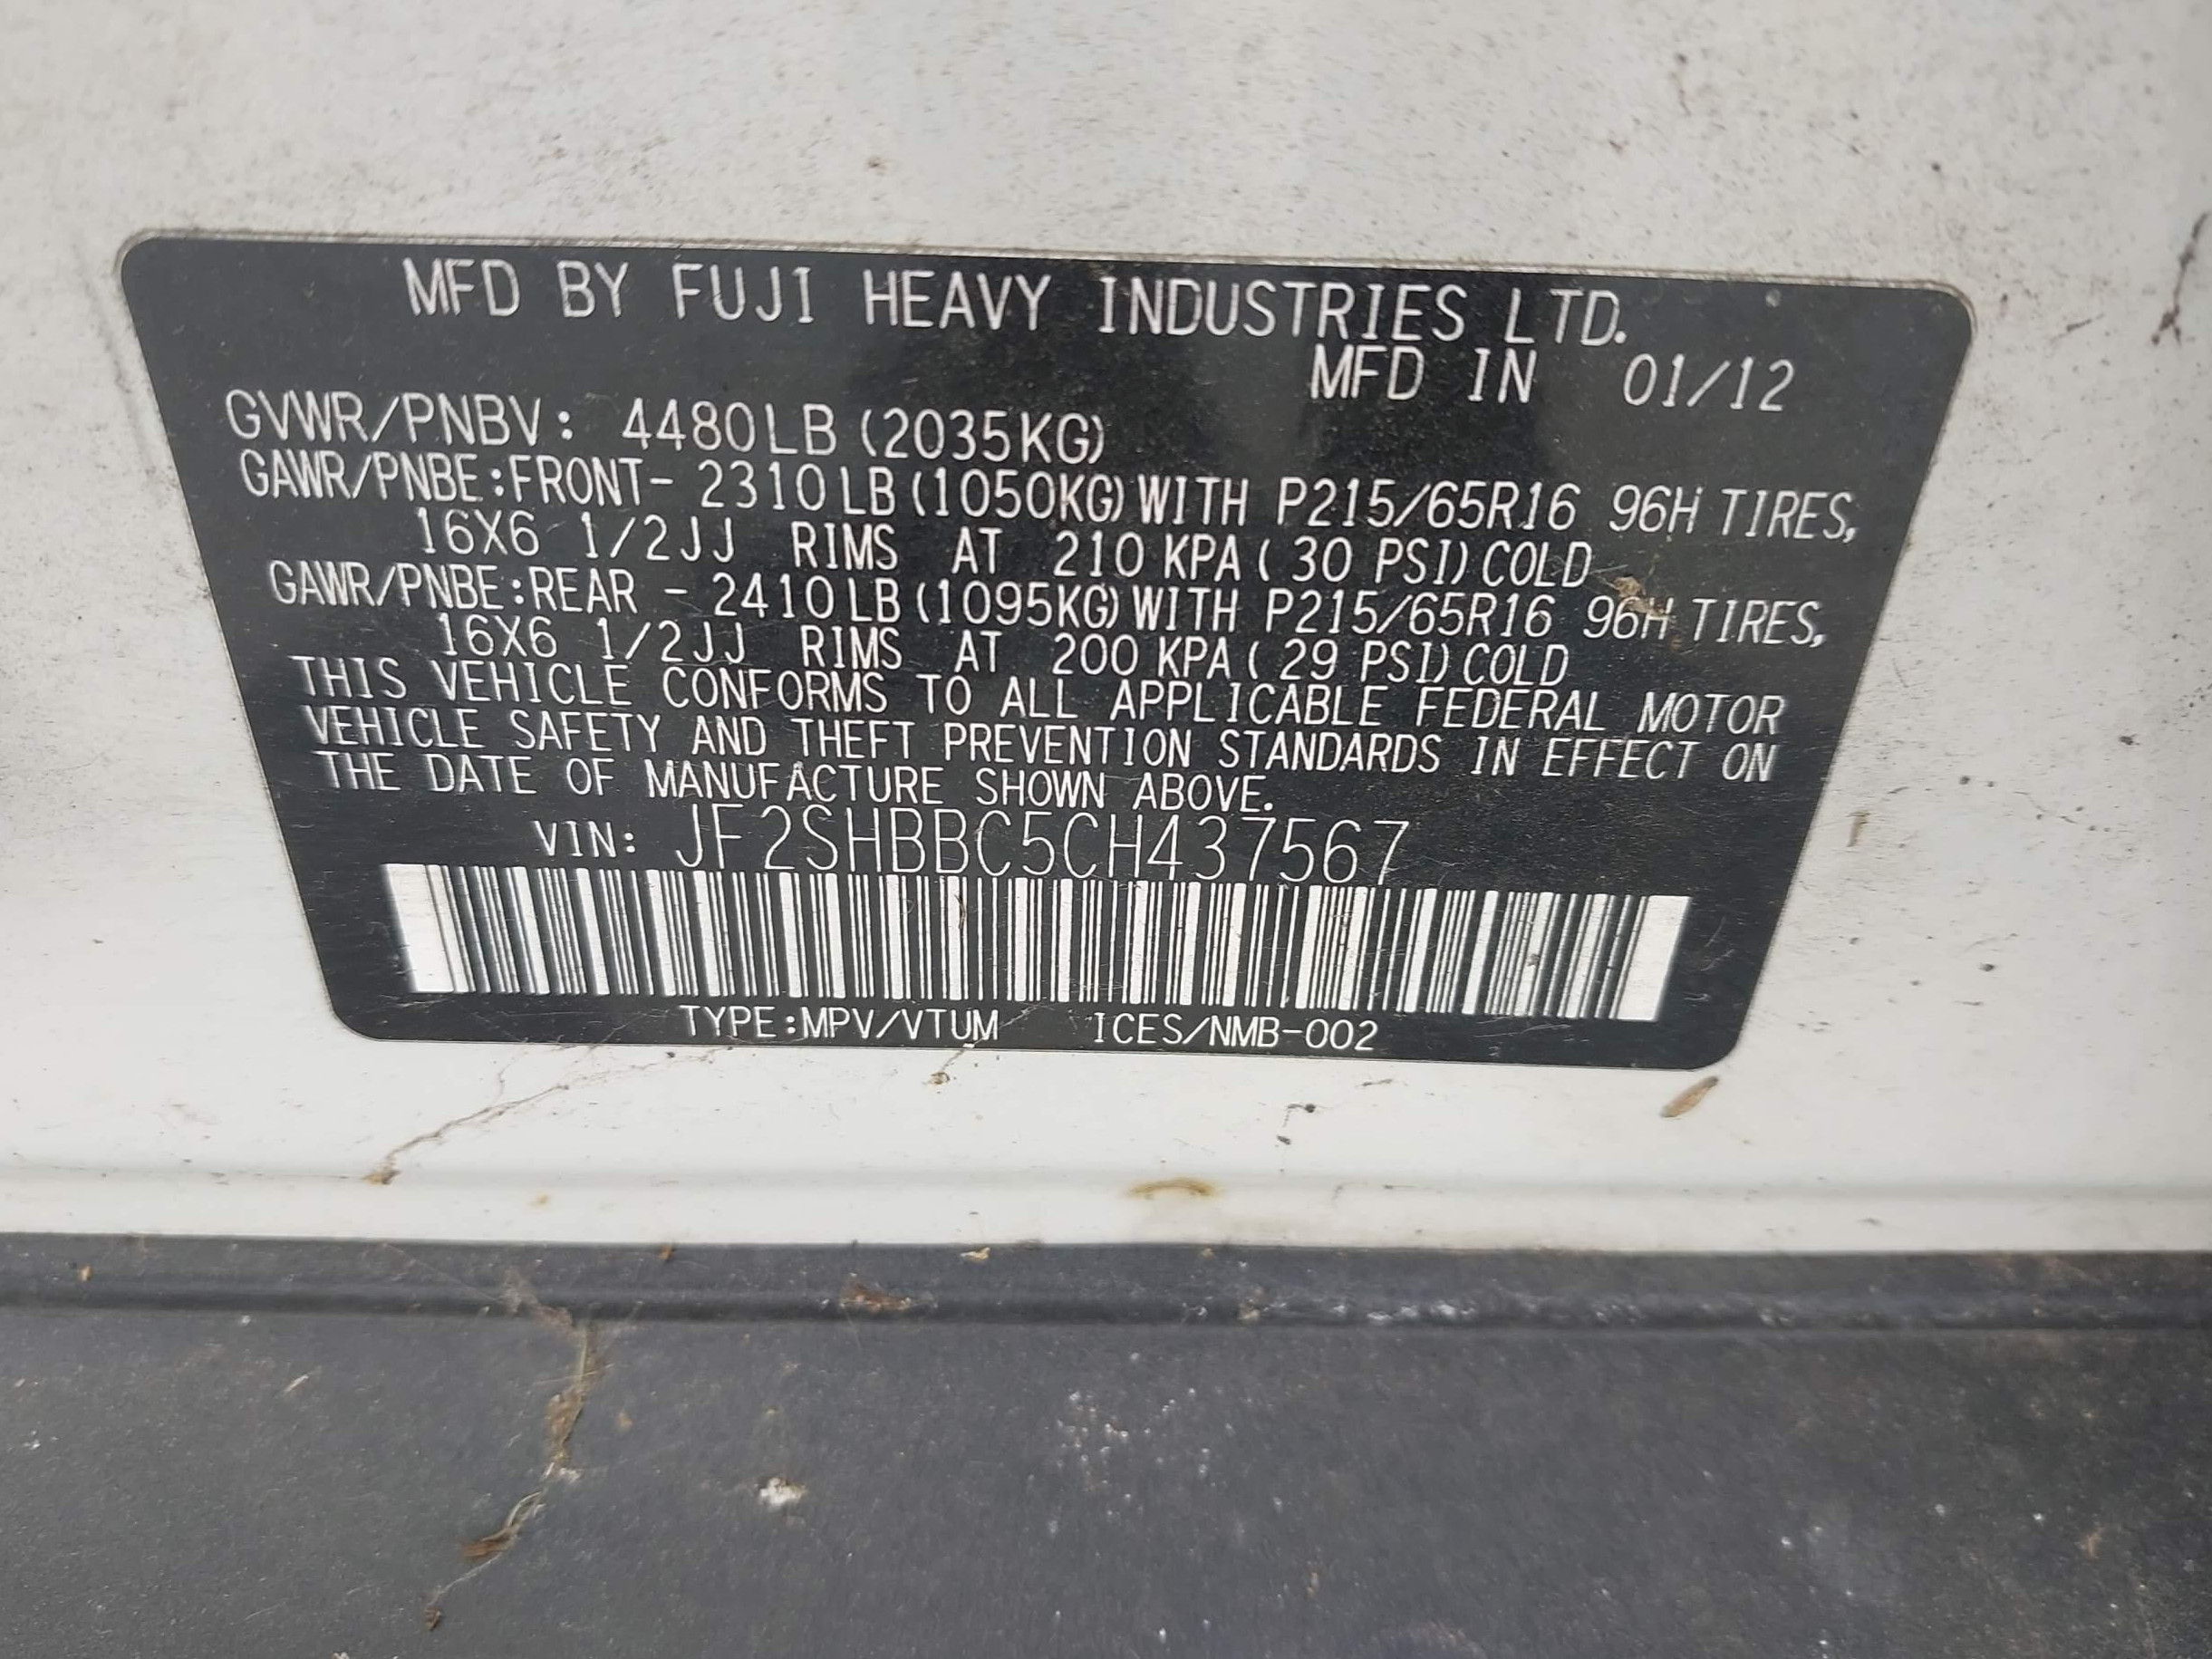 MFD BY FUJI HEAVY INDUSTRIES LTD.
MFD IN 01/12
GVWR/PNBV: 4480LB (2035KG)
GAWR/PNBE:FRONT- 2310LB (1050KG) WITH P215/65R16 96H TIRES,
16X6 1/2JJ RIMS AT 210 KPA ( 30 PSI) COLD
GAWR/PNBE:REAR - 2410LB (1095KG) WITH P215/65R16 96H TIRES,
16X6 1/2JJ RIMS AT 200 KPA ( 29 PSI) COLD
THIS VEHICLE CONFORMS TO ALL APPLICABLE FEDERAL MOTOR
VEHICLE SAFETY AND THEFT PREVENTION STANDARDS IN EFFECT ON
THE DATE OF MANUFACTURE SHOWN ABOVE.
VIN: JF2SHBBC5CH437567
TYPE:MPV/VTUM ICES/NMB-002